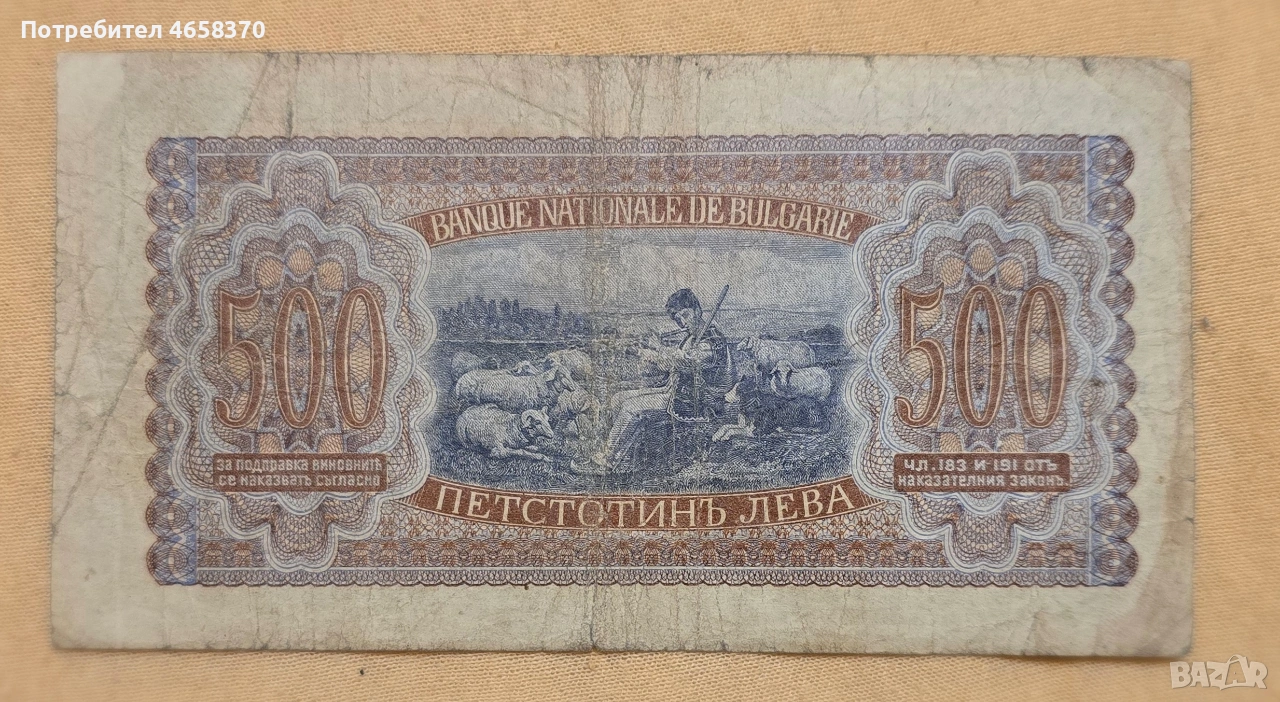 Потребител 4658370
BANQUE NATIONALE DE BULGARIE
500
500
ЗА ПОДПРАВКА ВИНОВНИТѢ
СЕ НАКАЗВАТЪ СЪГЛАСНО
ЧЛ. 183 И 191 ОТЪ
НАКАЗАТЕЛНИЯ ЗАКОНЪ.
ПЕТСТОТИНЪ ЛЕВА
BAZAR